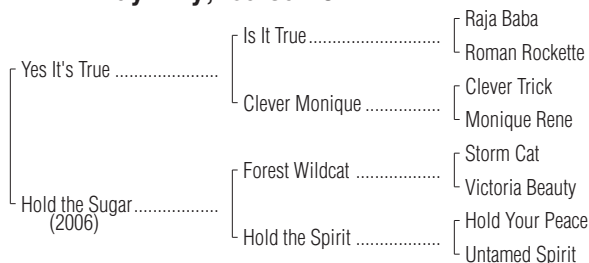 Raja Baba
Is It True
Roman Rockette
Yes It's True
Clever Trick
Clever Monique
Monique Rene
Storm Cat
Forest Wildcat
Victoria Beauty
Hold the Sugar
(2006)
Hold Your Peace
Hold the Spirit
Untamed Spirit